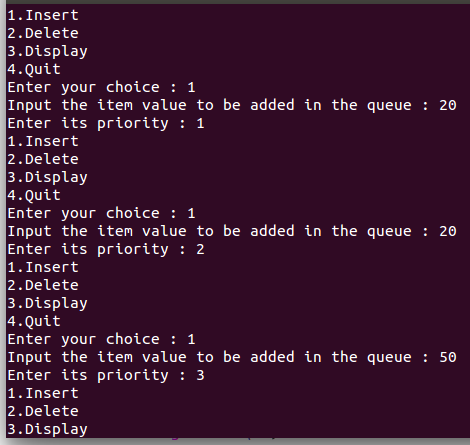 1.Insert
2.Delete
3.Display
4.Quit
Enter your choice : 1
Input the item value to be added in the queue : 20
Enter its priority : 1
1.Insert
2.Delete
3.Display
4.Quit
Enter your choice : 1
Input the item value to be added in the queue : 20
Enter its priority : 2
1.Insert
2.Delete
3.Display
4.Quit
Enter your choice : 1
Input the item value to be added in the queue : 50
Enter its priority : 3
1.Insert
2.Delete
3.Display